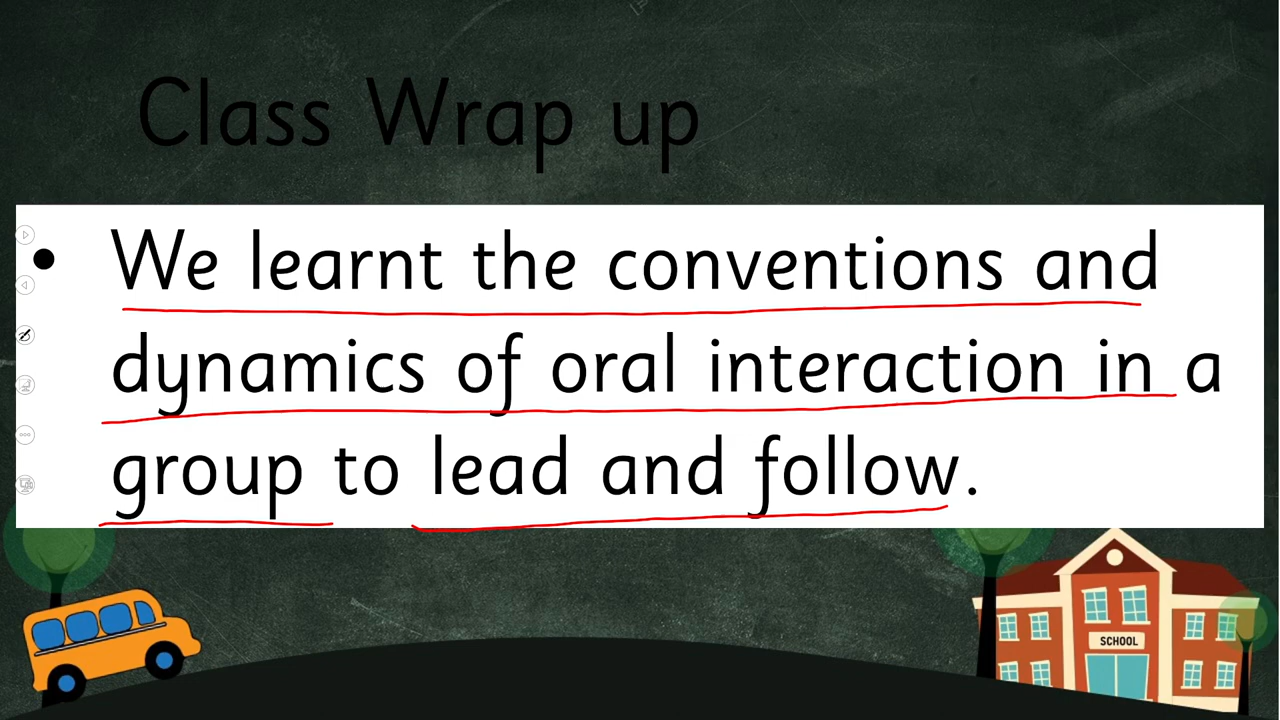 Class Wrap up
• We learnt the conventions and
dynamics of oral interaction in a
group to lead and follow.
SCHOOL